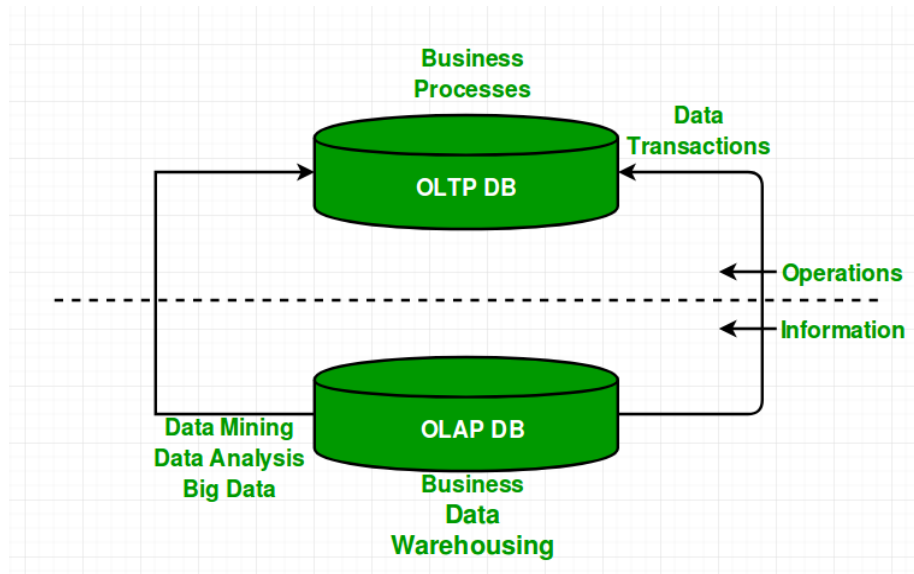 Business
Processes
Data
Transactions
OLTP DB
Operations
Information
OLAP DB
Data Mining
Data Analysis
Big Data
Business
Data
Warehousing